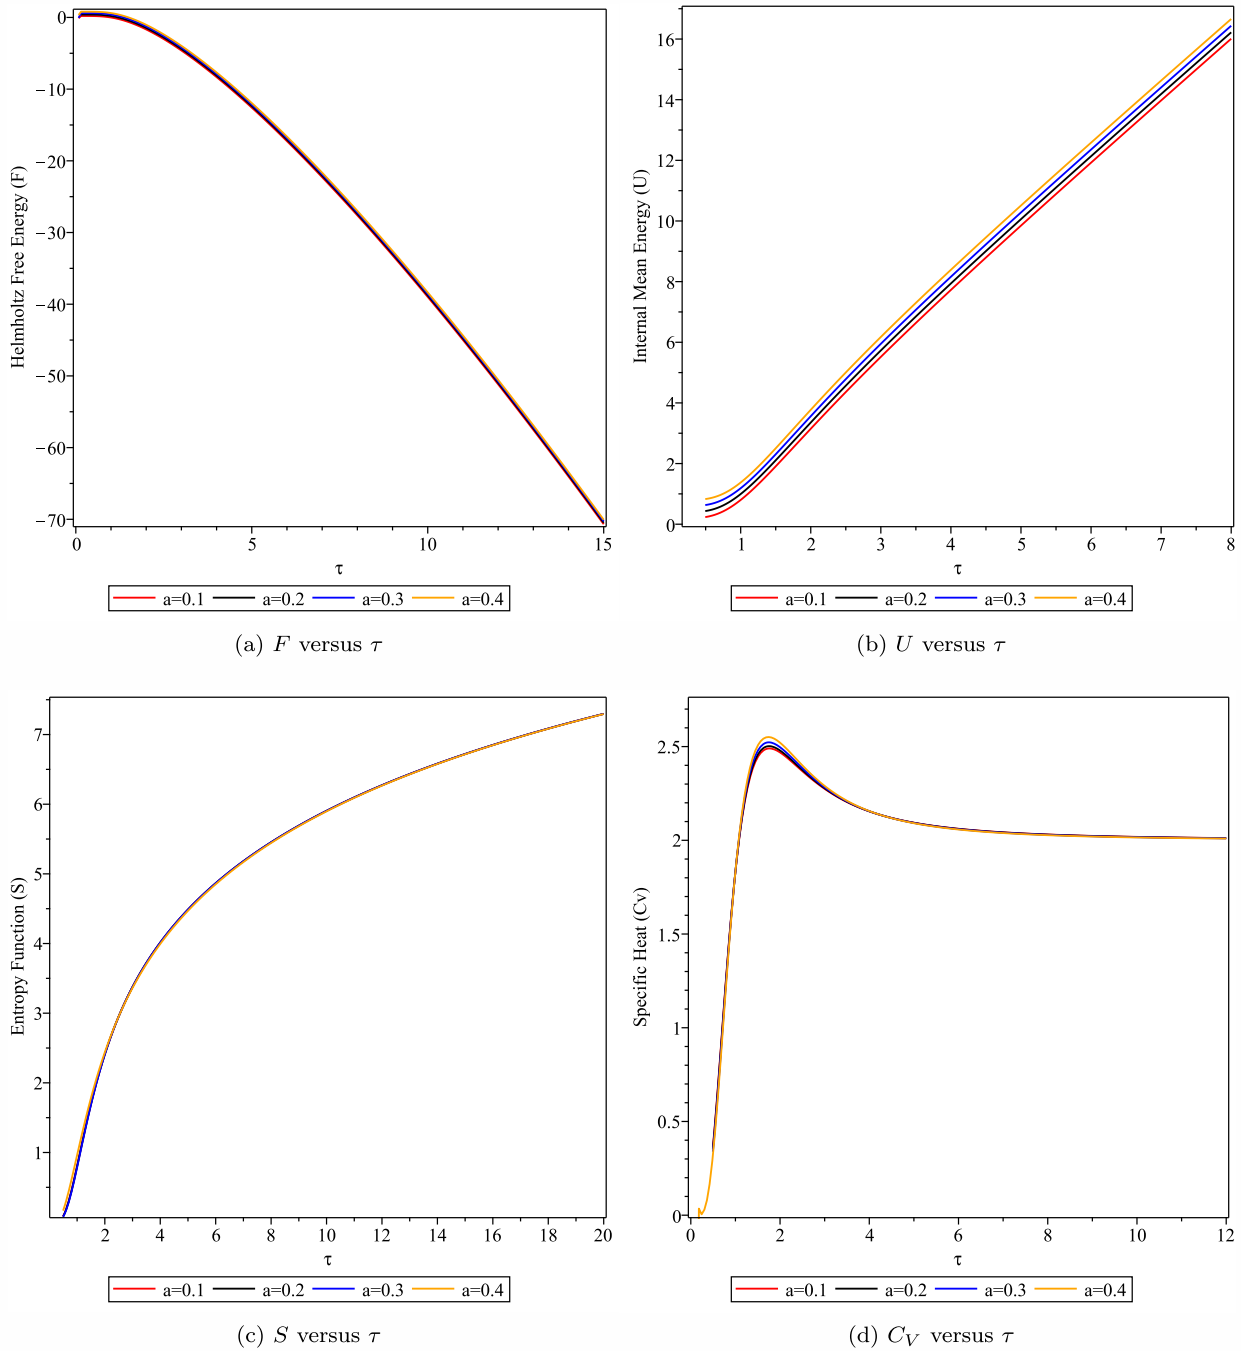 Helmholtz Free Energy (F)
0
−10
−20
−30
−40
−50
−60
−70
0 5 10 15
τ
a=0.1 a=0.2 a=0.3 a=0.4
(a) F versus τ
Internal Mean Energy (U)
16
14
12
10
8
6
4
2
0
1 2 3 4 5 6 7 8
τ
a=0.1 a=0.2 a=0.3 a=0.4
(b) U versus τ
Entropy Function (S)
7
6
5
4
3
2
1
2 4 6 8 10 12 14 16 18 20
τ
a=0.1 a=0.2 a=0.3 a=0.4
(c) S versus τ
Specific Heat (Cv)
2.5
2
1.5
1
0.5
0
0 2 4 6 8 10 12
τ
a=0.1 a=0.2 a=0.3 a=0.4
(d) C_V versus τ